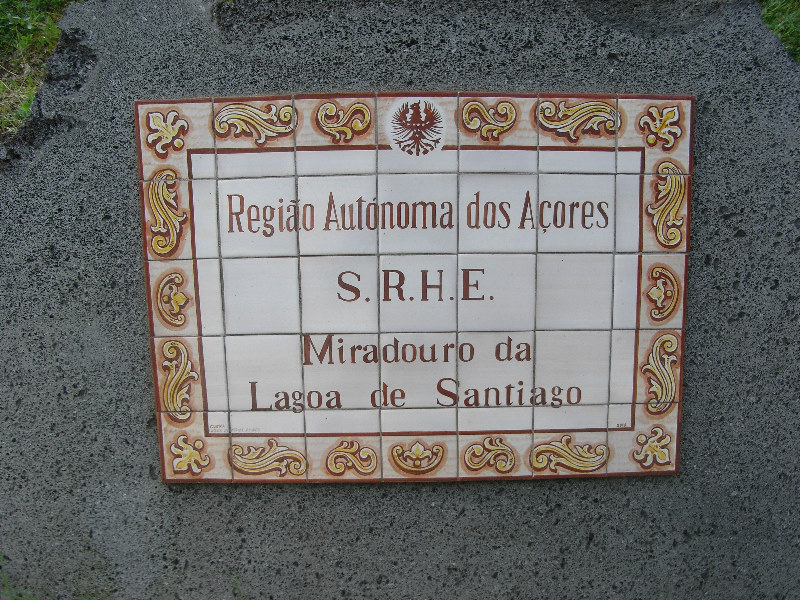 Região Autónoma dos Açores
S.R.H.E.
Miradouro da
Lagoa de Santiago